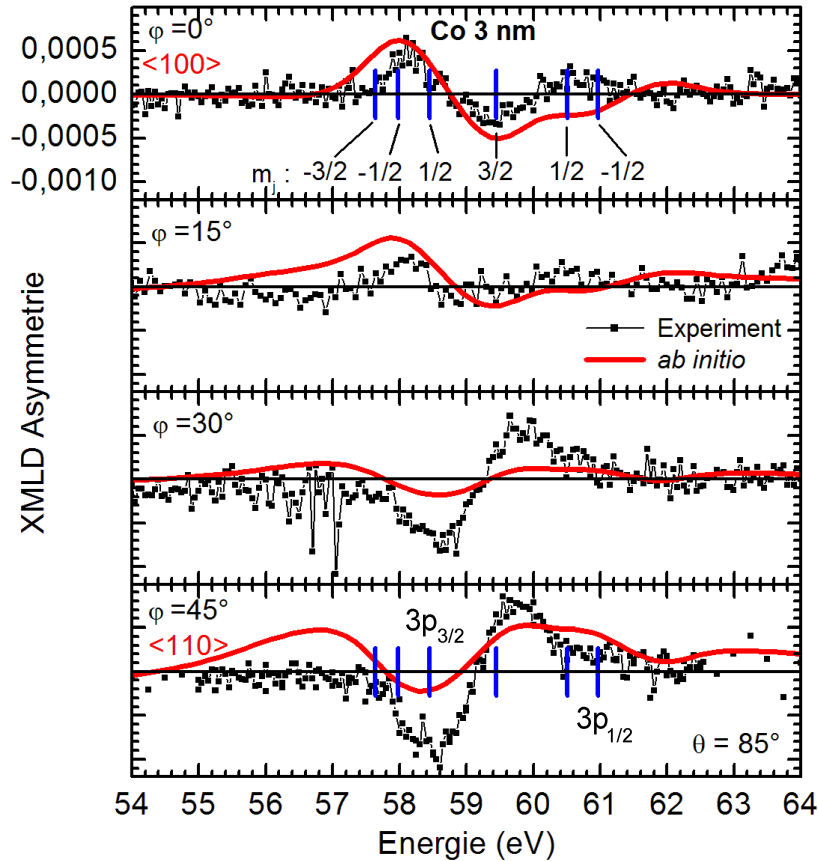 φ =0°
Co 3 nm
<100>
0,0005
0,0000
-0,0005
-0,0010
m_j : -3/2 -1/2 1/2 3/2 1/2 -1/2
φ =15°
Experiment
ab initio
φ =30°
φ =45°
<110>
3p_3/2
3p_1/2
θ = 85°
XMLD Asymmetrie
54 55 56 57 58 59 60 61 62 63 64
Energie (eV)